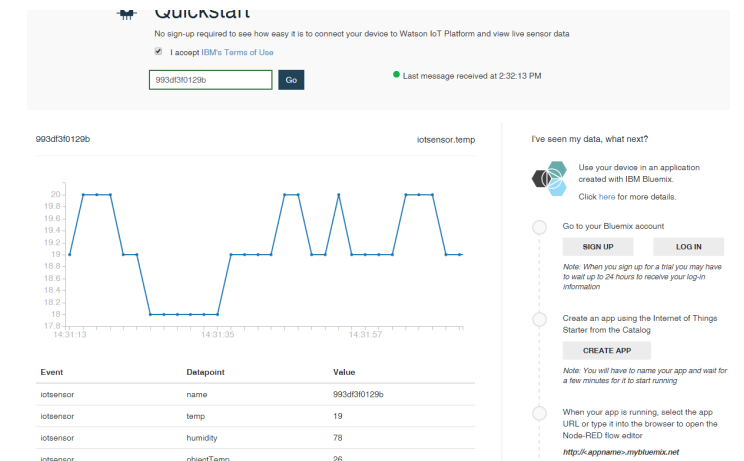 Quickstart
No sign-up required to see how easy it is to connect your device to Watson IoT Platform and view live sensor data
I accept IBM's Terms of Use
993df3f0129b
Go
Last message received at 2:32:13 PM
993df3f0129b
iotsensor.temp
20
19.8
19.6
19.4
19.2
19
18.8
18.6
18.4
18.2
18
17.8
14:31:13
14:31:35
14:31:57
Event Datapoint Value
iotsensor name 993df3f0129b
iotsensor temp 19
iotsensor humidity 78
iotsensor objectTemp 26
I've seen my data, what next?
Use your device in an application
created with IBM Bluemix.
Click here for more details.
Go to your Bluemix account
SIGN UP
LOG IN
Note: When you sign up for a trial you may have
to wait up to 24 hours to receive your log-in
information
Create an app using the Internet of Things
Starter from the Catalog
CREATE APP
Note: You will have to name your app and wait for
a few minutes for it to start running
When your app is running, select the app
URL or type it into the browser to open the
Node-RED flow editor
http://<appname>.mybluemix.net